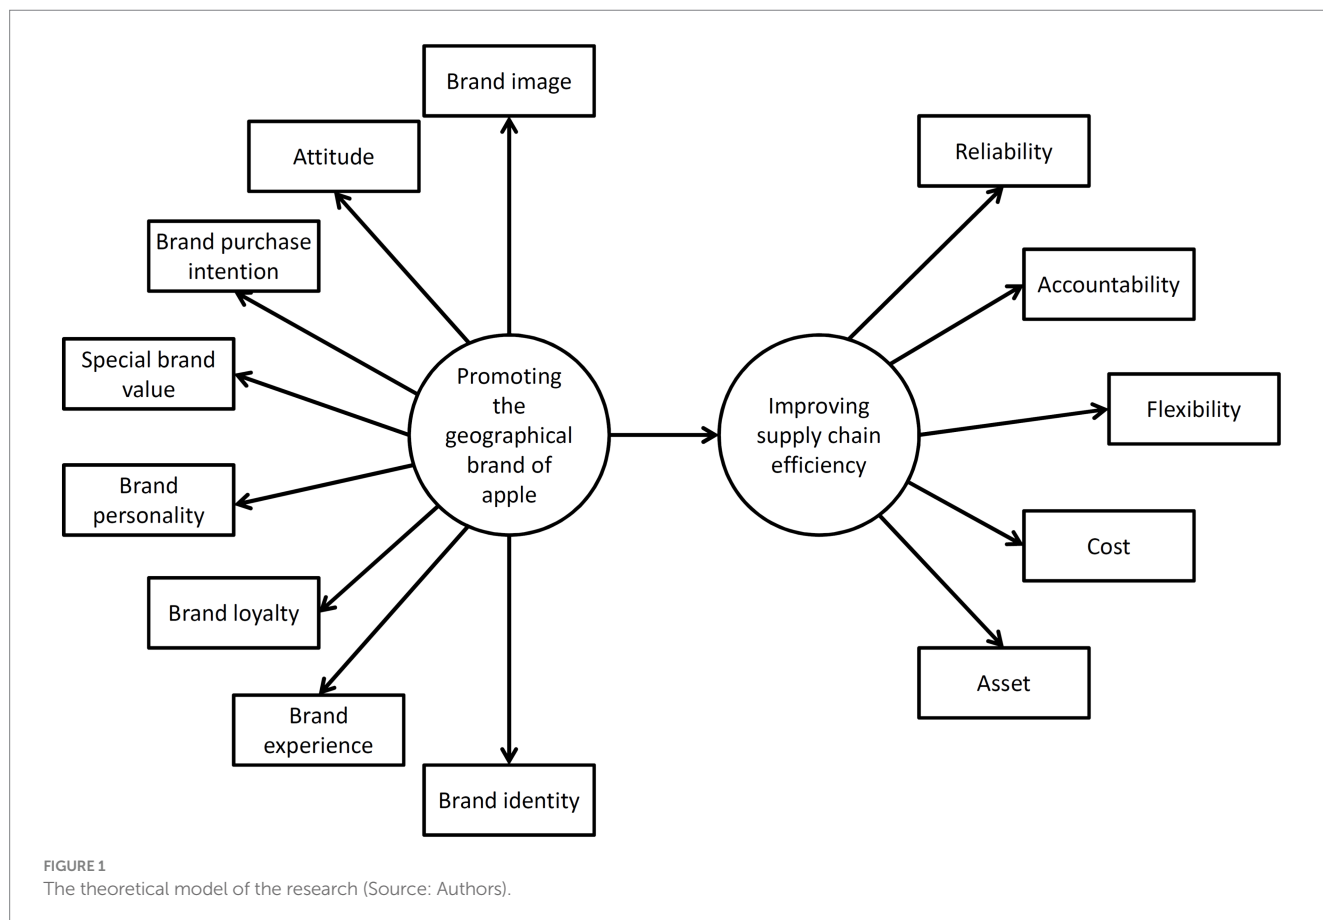 Brand image
Attitude
Brand purchase
intention
Special brand
value
Brand
personality
Brand loyalty
Brand
experience
Brand identity
Promoting
the
geographical
brand of
apple
Improving
supply chain
efficiency
Reliability
Accountability
Flexibility
Cost
Asset
FIGURE 1
The theoretical model of the research (Source: Authors).